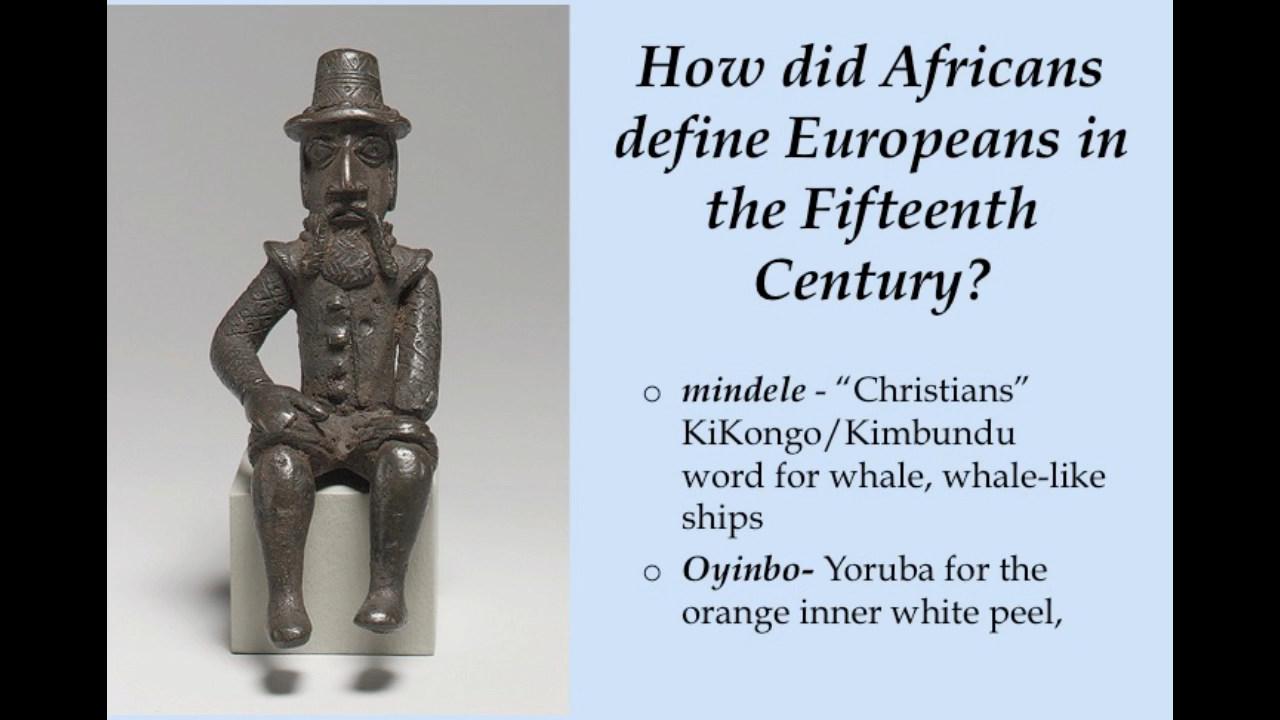 How did Africans
define Europeans in
the Fifteenth
Century?
o mindele - “Christians”
KiKongo/Kimbundu
word for whale, whale-like
ships
o Oyinbo- Yoruba for the
orange inner white peel,